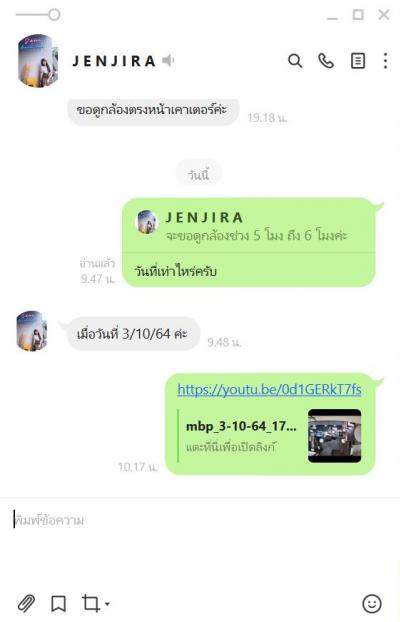 J E N J I R A
ขอดูกล้องตรงหน้าเคาเตอร์ค่ะ
19.18 น.
วันนี้
J E N J I R A
จะขอดูกล้องช่วง 5 โมง ถึง 6 โมงค่ะ
อ่านแล้ว
9.47 น.
วันที่เท่าไหร่ครับ
เมื่อวันที่ 3/10/64 ค่ะ
9.48 น.
https://youtu.be/0d1GERkT7fs
mbp_3-10-64_17...
แตะที่นี่เพื่อเปิดลิงก์
10.17 น.
พิมพ์ข้อความ